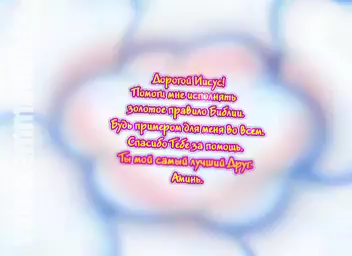 Дорогой Иисус!
Помоги мне исполнять
золотое правило Библии.
Будь примером для меня во всем.
Спасибо Тебе за помощь.
Ты мой самый лучший Друг.
Аминь.